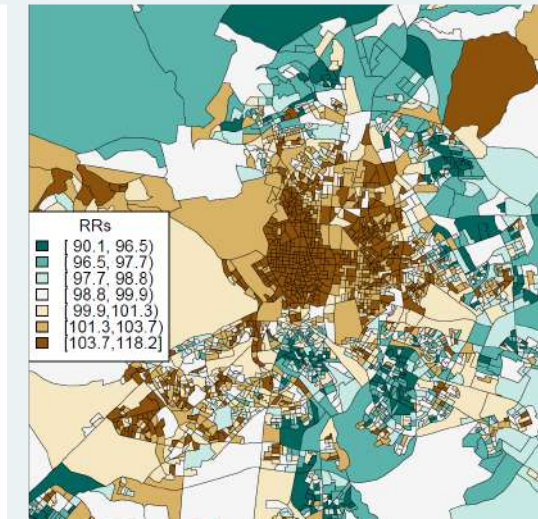 RRs
[ 90.1, 96.5)
[ 96.5, 97.7)
[ 97.7, 98.8)
[ 98.8, 99.9)
[ 99.9,101.3)
[101.3,103.7)
[103.7,118.2]